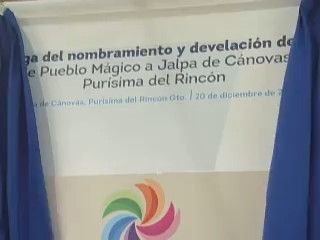 ga del nombramiento y develación de
e Pueblo Mágico a Jalpa de Cánovas
Purísima del Rincón
de Cánovas, Purísima del Rincón Gto. | 20 de diciembre de 2